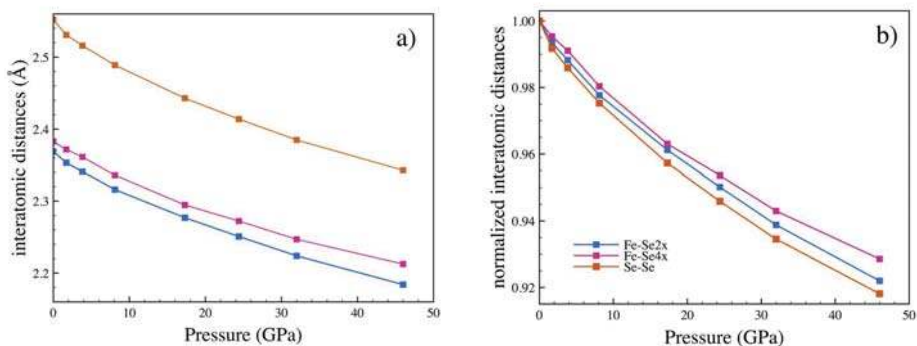 a)
interatomic distances (Å)
2.5
2.4
2.3
2.2
0 10 20 30 40 50
Pressure (GPa)
b)
normalized interatomic distances
1.00
0.98
0.96
0.94
0.92
Fe-Se2x
Fe-Se4x
Se-Se
0 10 20 30 40 50
Pressure (GPa)